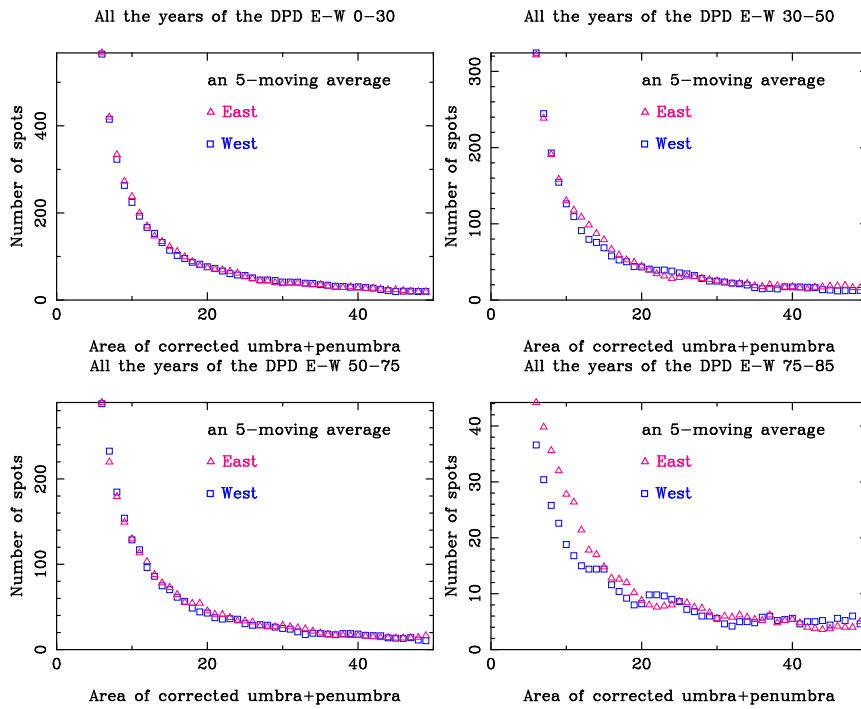 All the years of the DPD E-W 0-30
Number of spots
0
200
400
an 5-moving average
East
West
0
20
40
Area of corrected umbra+penumbra
All the years of the DPD E-W 30-50
Number of spots
0
100
200
300
an 5-moving average
East
West
0
20
40
Area of corrected umbra+penumbra
All the years of the DPD E-W 50-75
Number of spots
0
100
200
an 5-moving average
East
West
0
20
40
Area of corrected umbra+penumbra
All the years of the DPD E-W 75-85
Number of spots
0
10
20
30
40
an 5-moving average
East
West
0
20
40
Area of corrected umbra+penumbra